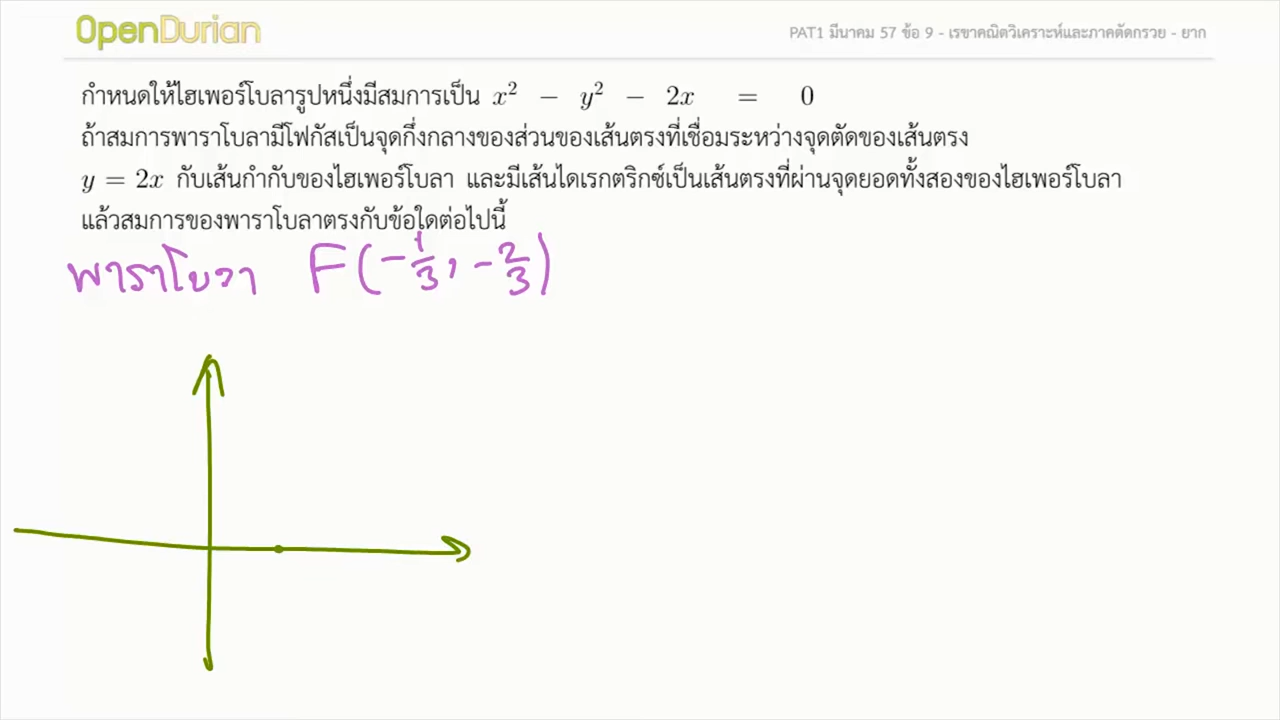 OpenDurian
PAT1 มีนาคม 57 ข้อ 9 - เรขาคณิตวิเคราะห์และภาคตัดกรวย - ยาก
กำหนดให้ไฮเพอร์โบลารูปหนึ่งมีสมการเป็น x² − y² − 2x = 0
ถ้าสมการพาราโบลามีโฟกัสเป็นจุดกึ่งกลางของส่วนของเส้นตรงที่เชื่อมระหว่างจุดตัดของเส้นตรง
y = 2x กับเส้นกำกับของไฮเพอร์โบลา และมีเส้นไดเรกตริกซ์เป็นเส้นตรงที่ผ่านจุดยอดทั้งสองของไฮเพอร์โบลา
แล้วสมการของพาราโบลาตรงกับข้อใดต่อไปนี้
พาราโบลา F(-1/3, -2/3)